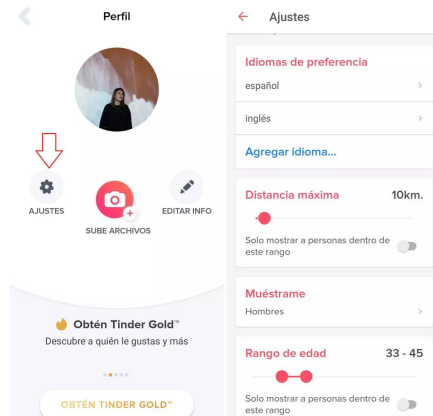 Perfil
AJUSTES
SUBE ARCHIVOS
EDITAR INFO
Obtén Tinder Gold™
Descubre a quién le gustas y más
OBTÉN TINDER GOLD™
Ajustes
Idiomas de preferencia
español
inglés
Agregar idioma...
Distancia máxima 10km.
Solo mostrar a personas dentro de
este rango
Muéstrame
Hombres
Rango de edad 33 - 45
Solo mostrar a personas dentro de
este rango